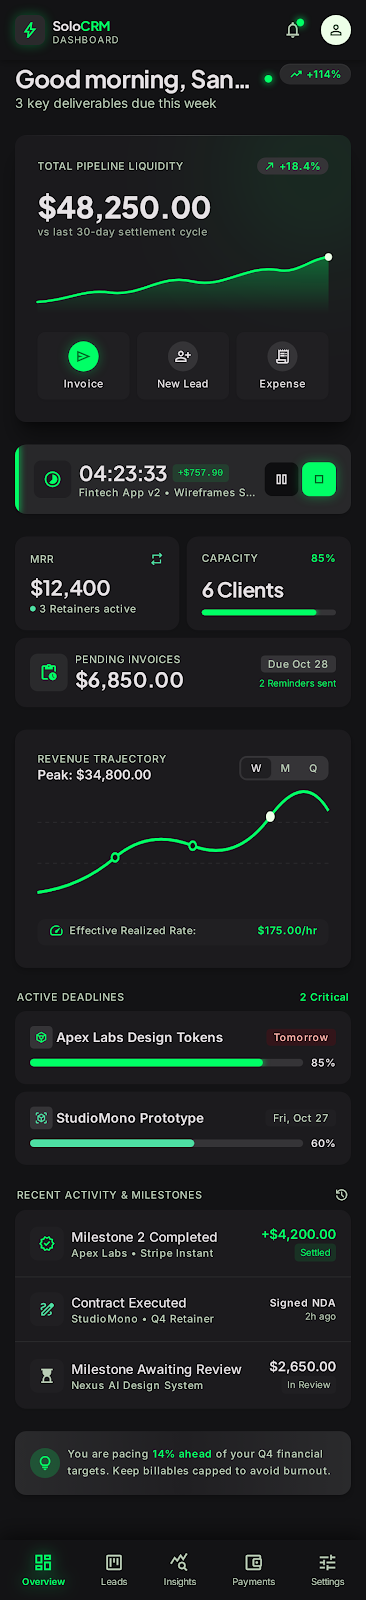 SoloCRM
DASHBOARD
Good morning, San...
+114%
3 key deliverables due this week
TOTAL PIPELINE LIQUIDITY
+18.4%
$48,250.00
vs last 30-day settlement cycle
Invoice
New Lead
Expense
04:23:33
+$757.90
Fintech App v2 • Wireframes S...
MRR
$12,400
3 Retainers active
CAPACITY
85%
6 Clients
PENDING INVOICES
$6,850.00
Due Oct 28
2 Reminders sent
REVENUE TRAJECTORY
Peak: $34,800.00
W M Q
Effective Realized Rate:
$175.00/hr
ACTIVE DEADLINES
2 Critical
Apex Labs Design Tokens
Tomorrow
85%
StudioMono Prototype
Fri, Oct 27
60%
RECENT ACTIVITY & MILESTONES
Milestone 2 Completed
+$4,200.00
Apex Labs • Stripe Instant
Settled
Contract Executed
Signed NDA
StudioMono • Q4 Retainer
2h ago
Milestone Awaiting Review
$2,650.00
Nexus AI Design System
In Review
You are pacing 14% ahead of your Q4 financial
targets. Keep billables capped to avoid burnout.
Overview
Leads
Insights
Payments
Settings